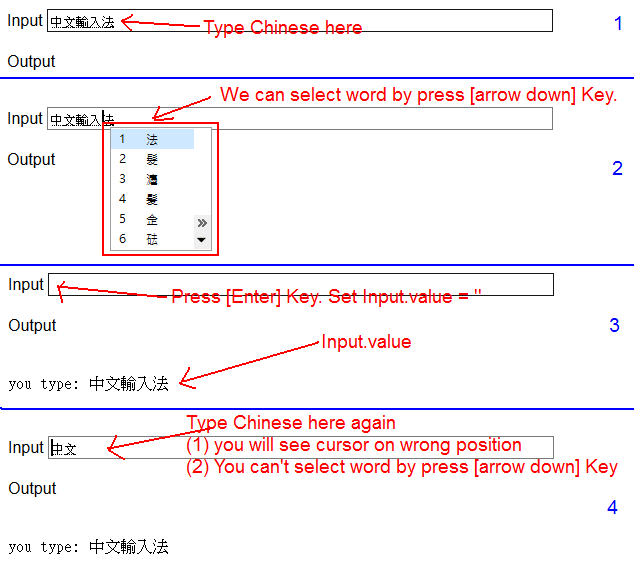 Input 中文輸入法 Type Chinese here 1
Output
We can select word by press [arrow down] Key.
Input 中文輸入法
Output 2
1 法
2 髮
3 灋
4 髪
5 㳒
6 砝
Input Press [Enter] Key. Set Input.value = ''
Output 3
Input.value
you type: 中文輸入法
Type Chinese here again
Input 中文 (1) you will see cursor on wrong position
(2) You can't select word by press [arrow down] Key
Output 4
you type: 中文輸入法